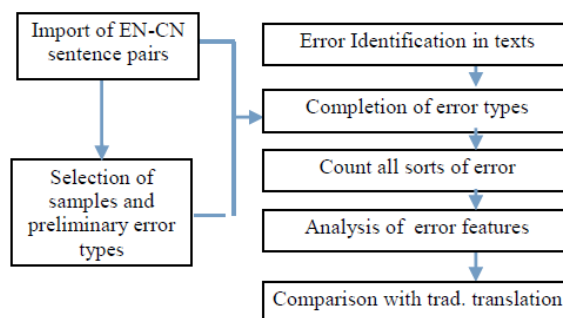 Import of EN-CN
sentence pairs
Selection of
samples and
preliminary error
types
Error Identification in texts
Completion of error types
Count all sorts of error
Analysis of error features
Comparison with trad. translation